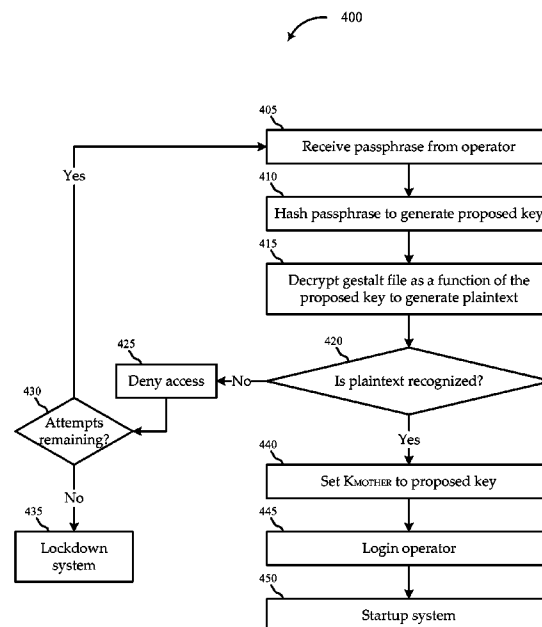 400
405
Receive passphrase from operator
Yes
410
Hash passphrase to generate proposed key
415
Decrypt gestalt file as a function of the
proposed key to generate plaintext
420
Is plaintext recognized?
425
Deny access
No
430
Attempts
remaining?
Yes
440
Set KMOTHER to proposed key
No
435
Lockdown
system
445
Login operator
450
Startup system